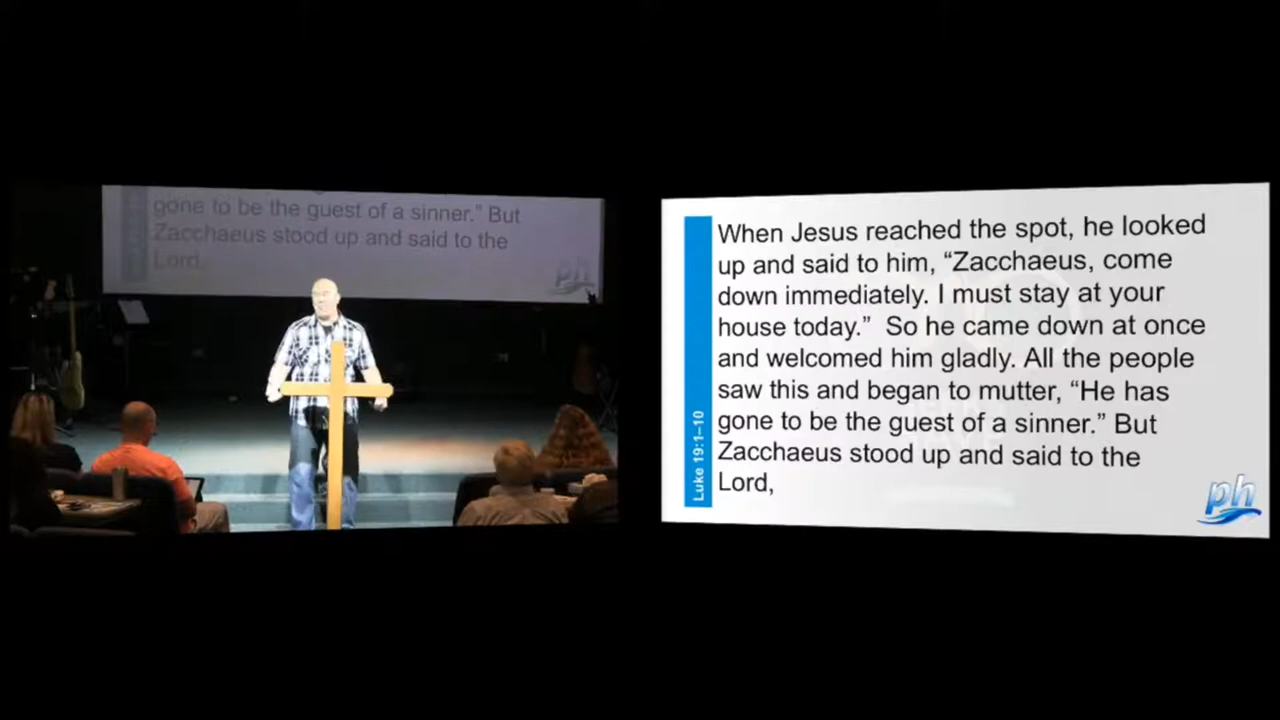 gone to be the guest of a sinner.” But
Zacchaeus stood up and said to the
Lord,
ph
When Jesus reached the spot, he looked
up and said to him, “Zacchaeus, come
down immediately. I must stay at your
house today.”  So he came down at once
and welcomed him gladly. All the people
saw this and began to mutter, “He has
gone to be the guest of a sinner.” But
Zacchaeus stood up and said to the
Lord,
Luke 19:1–10
ph